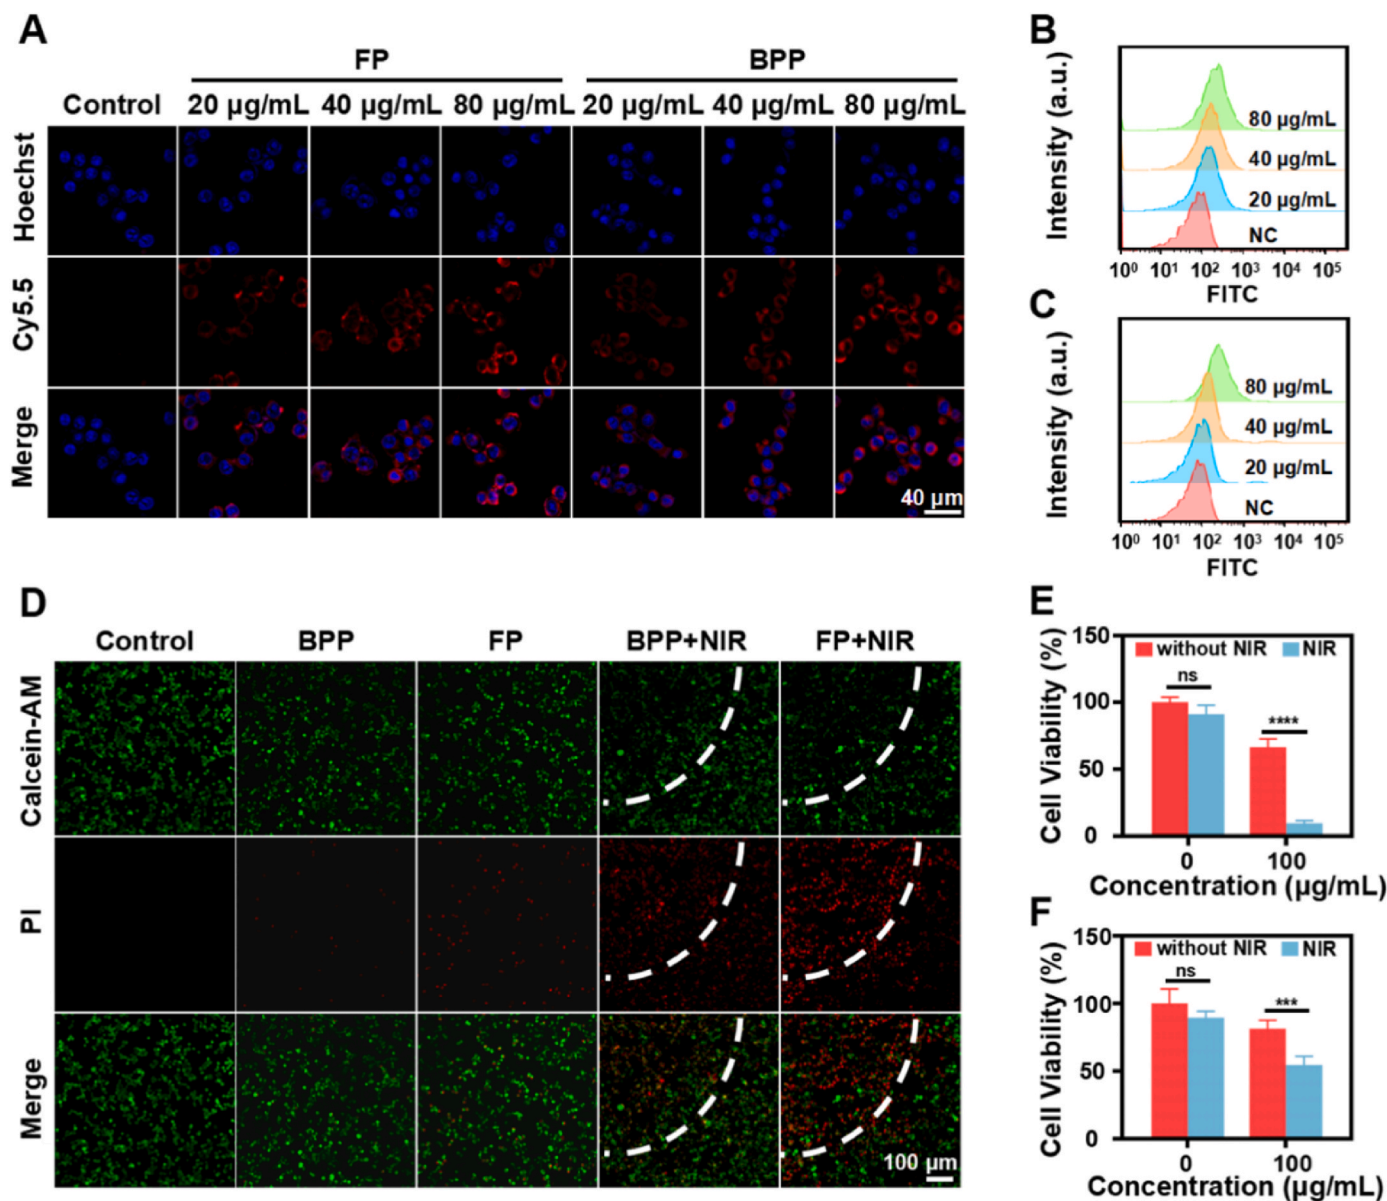 A
FP
BPP
Control
20 µg/mL
40 µg/mL
80 µg/mL
20 µg/mL
40 µg/mL
80 µg/mL
Hoechst
Cy5.5
Merge
40 µm
B
Intensity (a.u.)
80 µg/mL
40 µg/mL
20 µg/mL
NC
10⁰ 10¹ 10² 10³ 10⁴ 10⁵
FITC
C
Intensity (a.u.)
80 µg/mL
40 µg/mL
20 µg/mL
NC
10⁰ 10¹ 10² 10³ 10⁴ 10⁵
FITC
D
Control
BPP
FP
BPP+NIR
FP+NIR
Calcein-AM
PI
Merge
100 µm
E
Cell Viability (%)
150
100
50
0
without NIR
NIR
ns
****
0
100
Concentration (µg/mL)
F
Cell Viability (%)
150
100
50
0
without NIR
NIR
ns
***
0
100
Concentration (µg/mL)